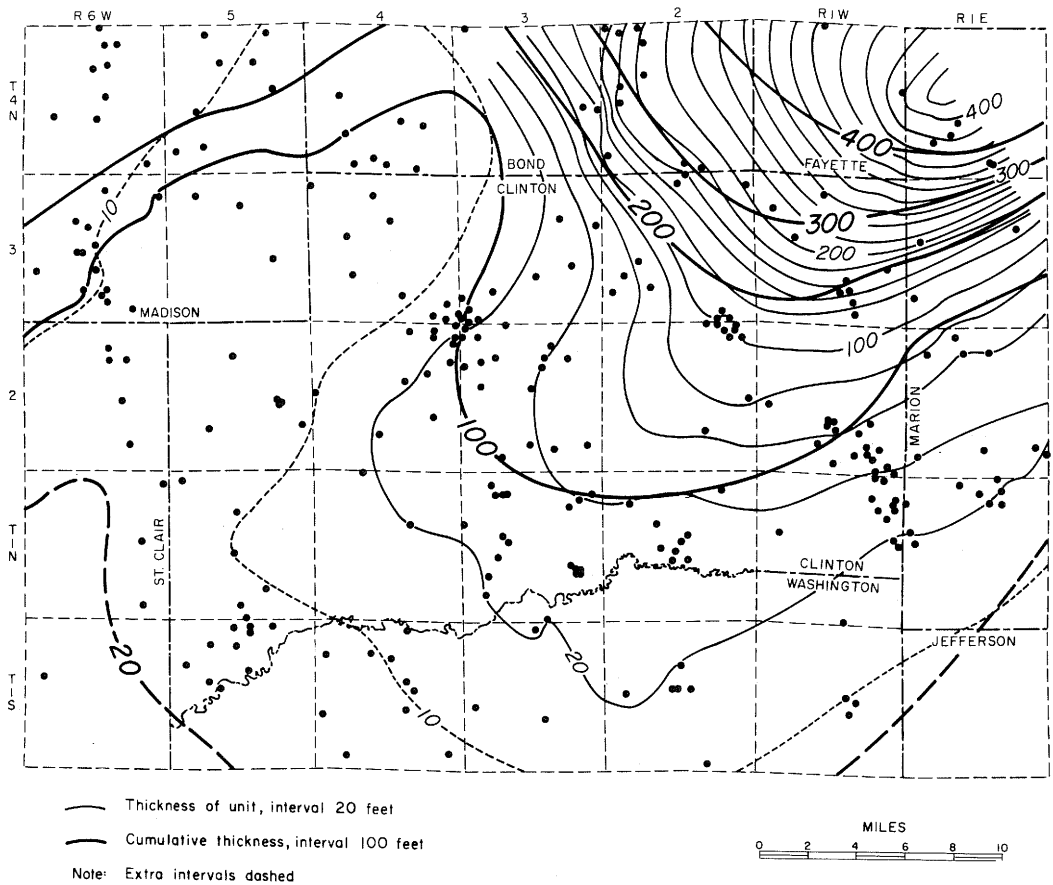 R 6 W 5 4 3 2 R 1 W R 1 E
T 4 N
400
400
BOND
FAYETTE
300
CLINTON
10
200
300
3
200
MADISON
100
2
MARION
100
T 1 N
ST. CLAIR
CLINTON
WASHINGTON
JEFFERSON
20
20
T 1 S
10
Thickness of unit, interval 20 feet
Cumulative thickness, interval 100 feet
Note: Extra intervals dashed
MILES
0 2 4 6 8 10